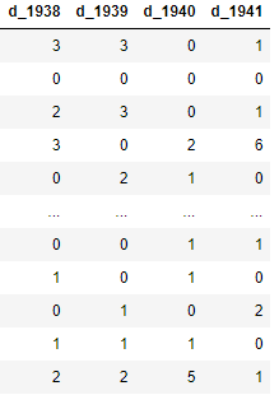 d_1938 d_1939 d_1940 d_1941
3 3 0 1
0 0 0 0
2 3 0 1
3 0 2 6
0 2 1 0
... ... ... ...
0 0 1 1
1 0 1 0
0 1 0 2
1 1 1 0
2 2 5 1